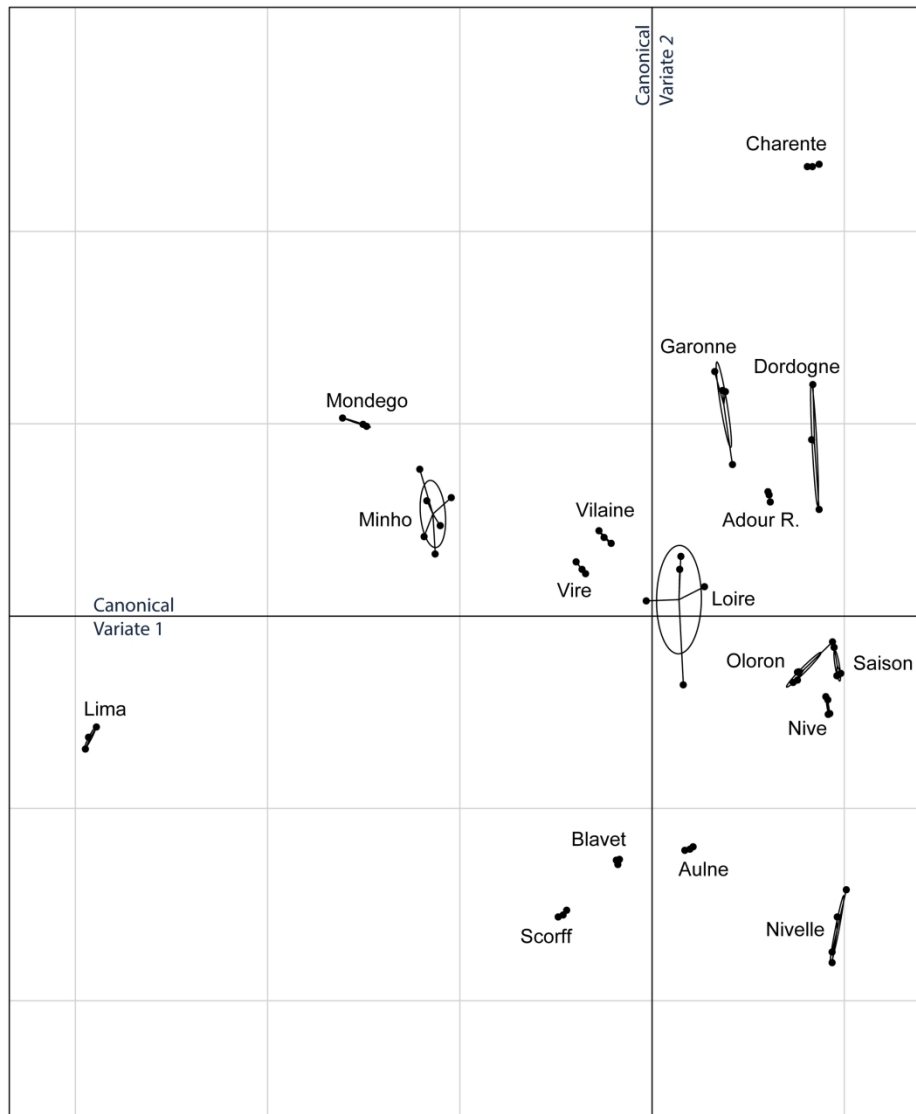 Canonical
Variate 2
Charente
Garonne
Dordogne
Mondego
Minho
Vilaine
Adour R.
Vire
Loire
Canonical
Variate 1
Oloron
Saison
Lima
Nive
Blavet
Aulne
Scorff
Nivelle